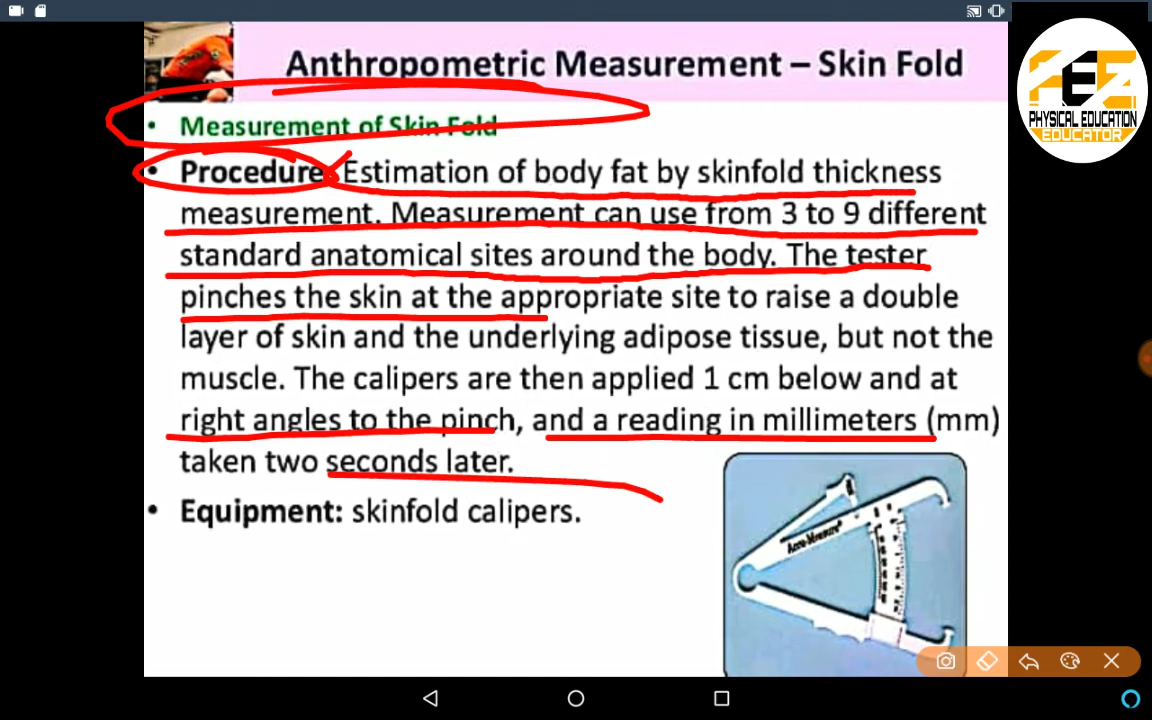 Anthropometric Measurement – Skin Fold
• Measurement of Skin Fold
• Procedure: Estimation of body fat by skinfold thickness
measurement. Measurement can use from 3 to 9 different
standard anatomical sites around the body. The tester
pinches the skin at the appropriate site to raise a double
layer of skin and the underlying adipose tissue, but not the
muscle. The calipers are then applied 1 cm below and at
right angles to the pinch, and a reading in millimeters (mm)
taken two seconds later.
• Equipment: skinfold calipers.
Accu-Measure
PEE
PHYSICAL EDUCATION
EDUCATOR